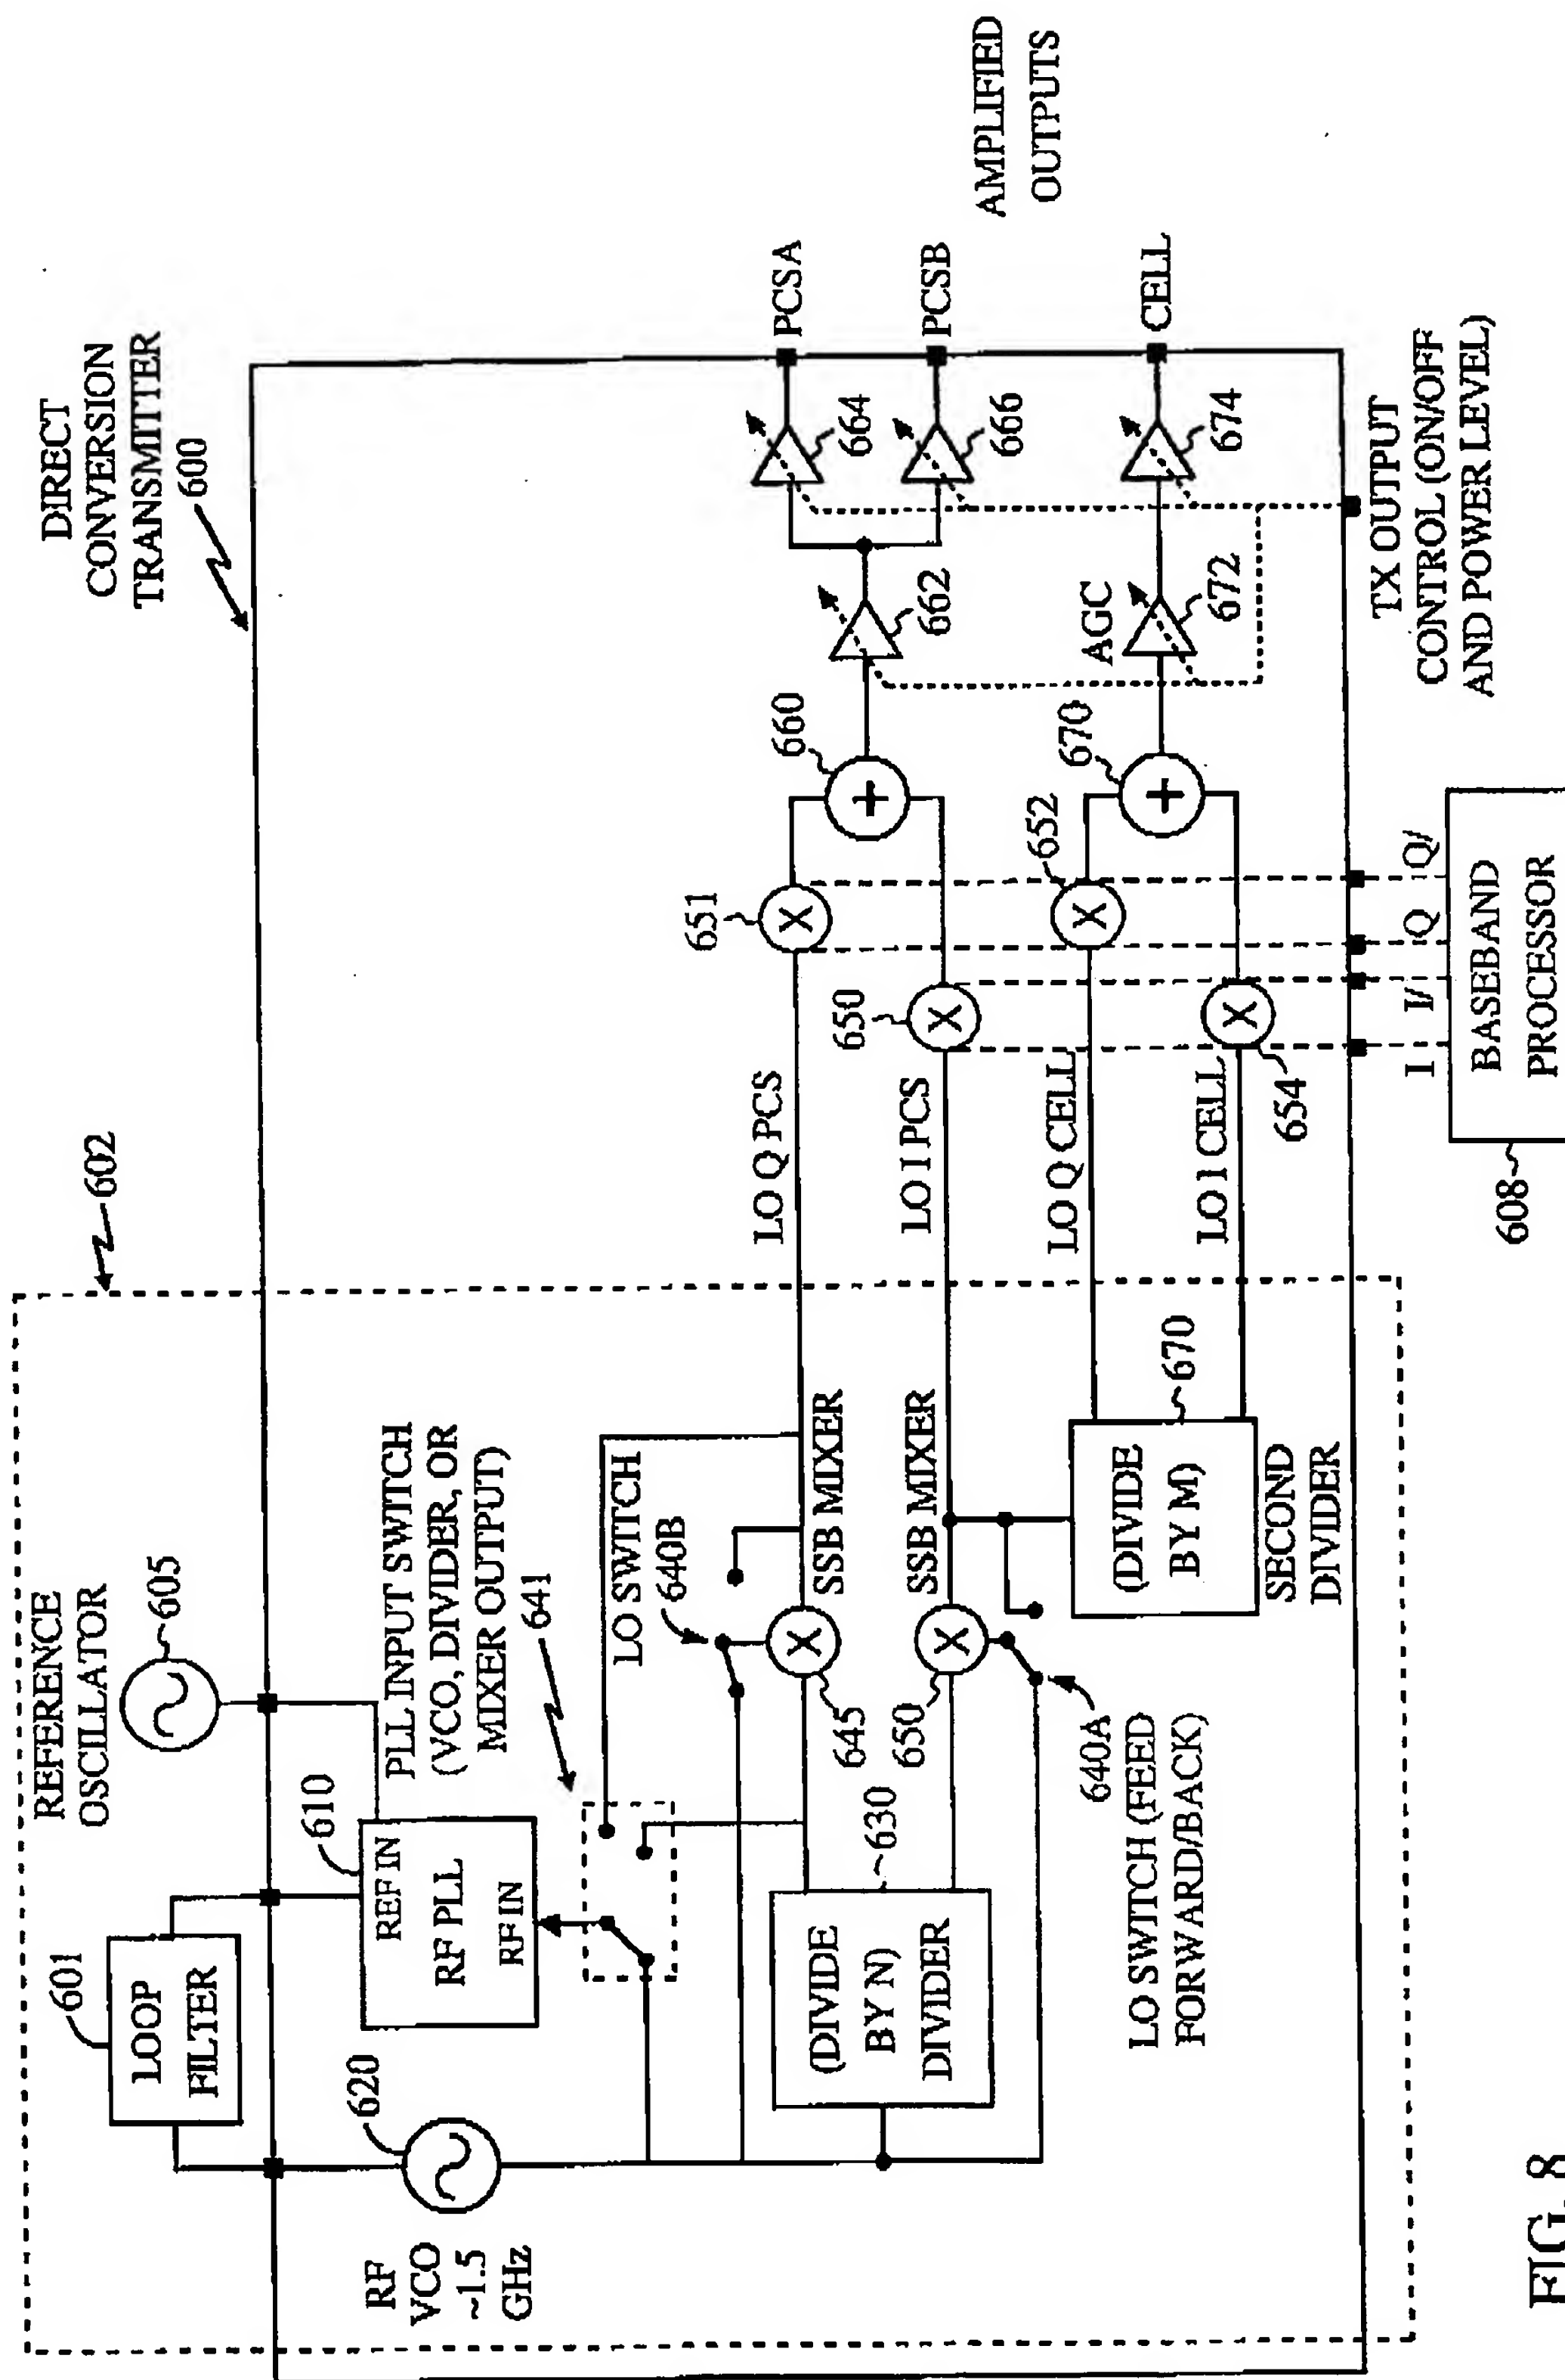 DIRECT
CONVERSION
TRANSMITTER
600
602
REFERENCE
OSCILLATOR
605
601
LOOP
FILTER
610
REF IN
RF PLL
RF IN
PLL INPUT SWITCH
(VCO, DIVIDER, OR
MIXER OUTPUT)
641
620
RF
VCO
~1.5
GHz
LO SWITCH
640B
SSB MIXER
645
SSB MIXER
650
(DIVIDE
BY N)
DIVIDER
630
640A
LO SWITCH (FEED
FORWARD/BACK)
(DIVIDE
BY M)
670
SECOND
DIVIDER
LO Q PCS
LO I PCS
LO Q CELL
LO I CELL
651
650
652
654
660
670
662
AGC
672
664
666
674
PCSA
PCSB
CELL
AMPLIFIED
OUTPUTS
TX OUTPUT
CONTROL (ON/OFF
AND POWER LEVEL)
I I/ Q Q/
BASEBAND
PROCESSOR
608
FIG. 8